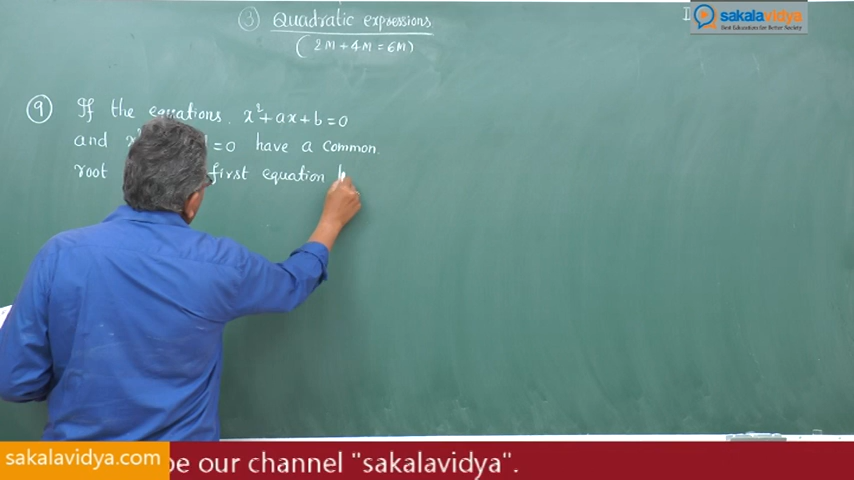 ③ Quadratic expressions
(2M+4M=6M)
sakalavidya
Best Education for Better Society
⑨ If the equations x²+ax+b=0
and =0 have a common
root first equation
sakalavidya.com
be our channel "sakalavidya".